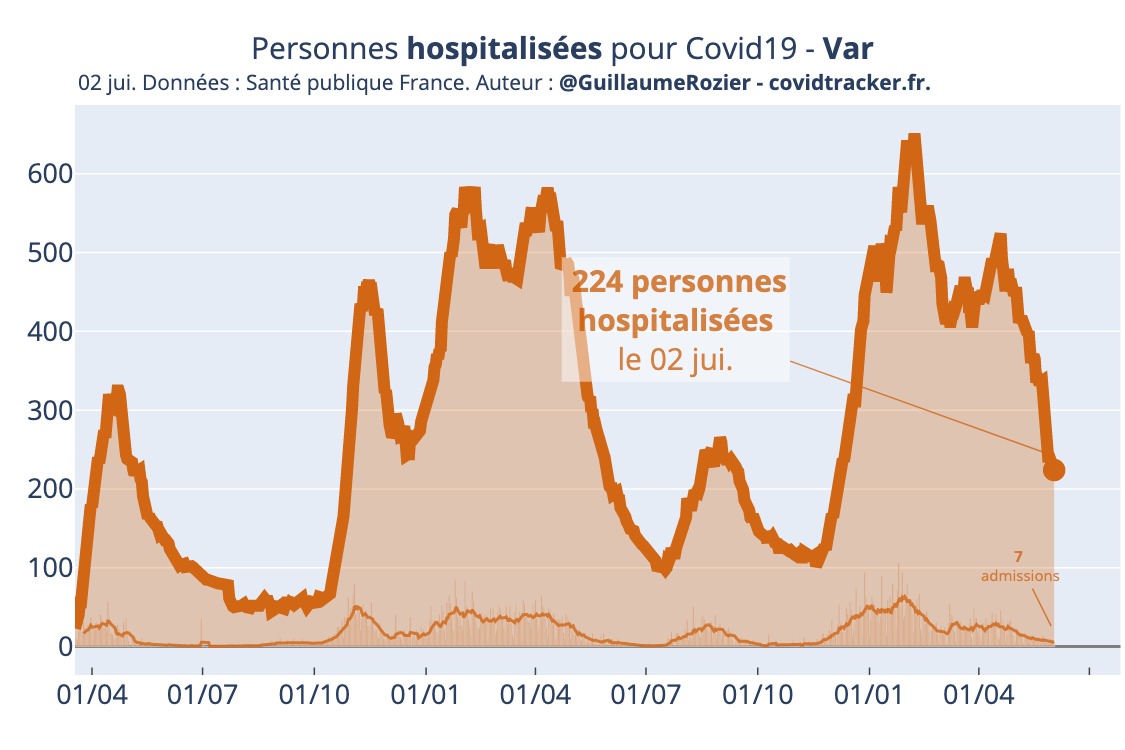 Personnes hospitalisées pour Covid19 - Var
02 jui. Données : Santé publique France. Auteur : @GuillaumeRozier - covidtracker.fr.
600
500
224 personnes
hospitalisées
le 02 jui.
400
300
200
100
7
admissions
0
01/04 01/07 01/10 01/01 01/04 01/07 01/10 01/01 01/04